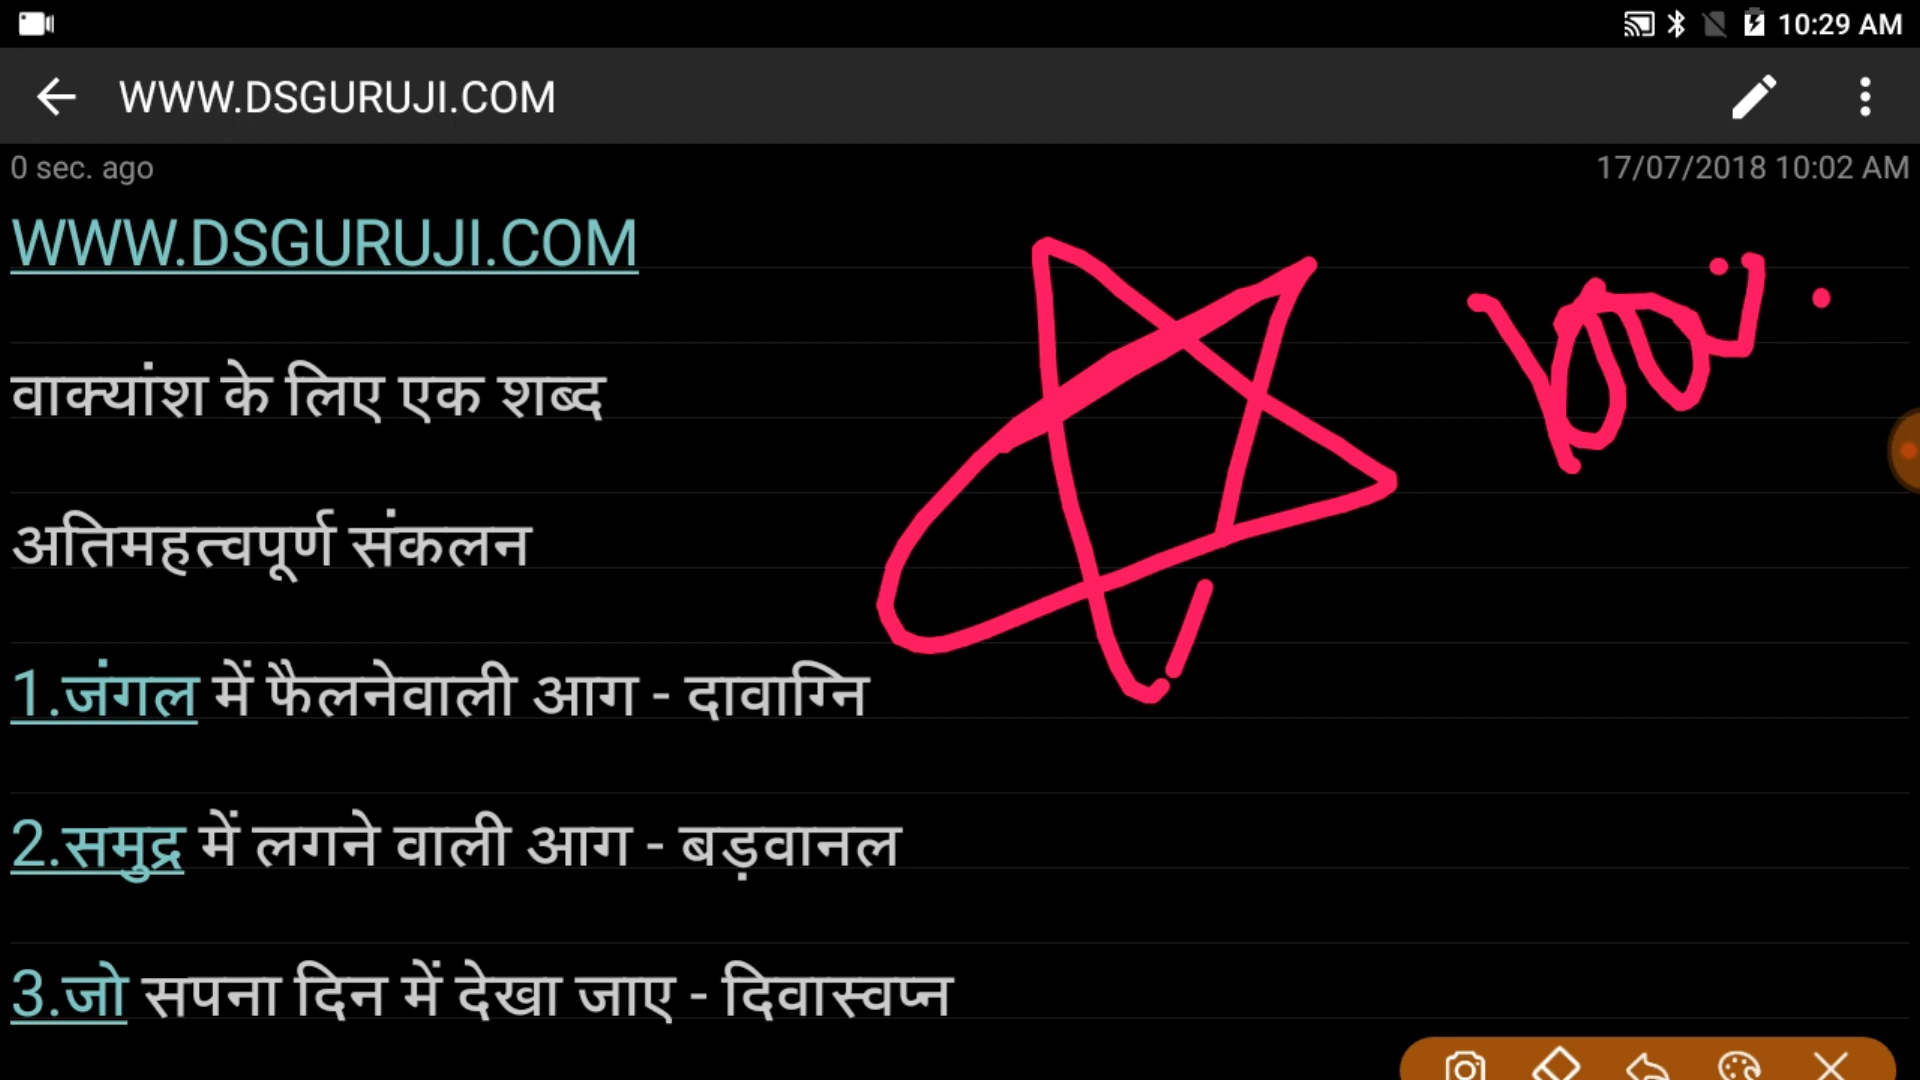 10:29 AM
WWW.DSGURUJI.COM
0 sec. ago
17/07/2018 10:02 AM
WWW.DSGURUJI.COM
वाक्यांश के लिए एक शब्द
अतिमहत्वपूर्ण संकलन
1.जंगल में फैलनेवाली आग - दावाग्नि
2.समुद्र में लगने वाली आग - बड़वानल
3.जो सपना दिन में देखा जाए - दिवास्वप्न